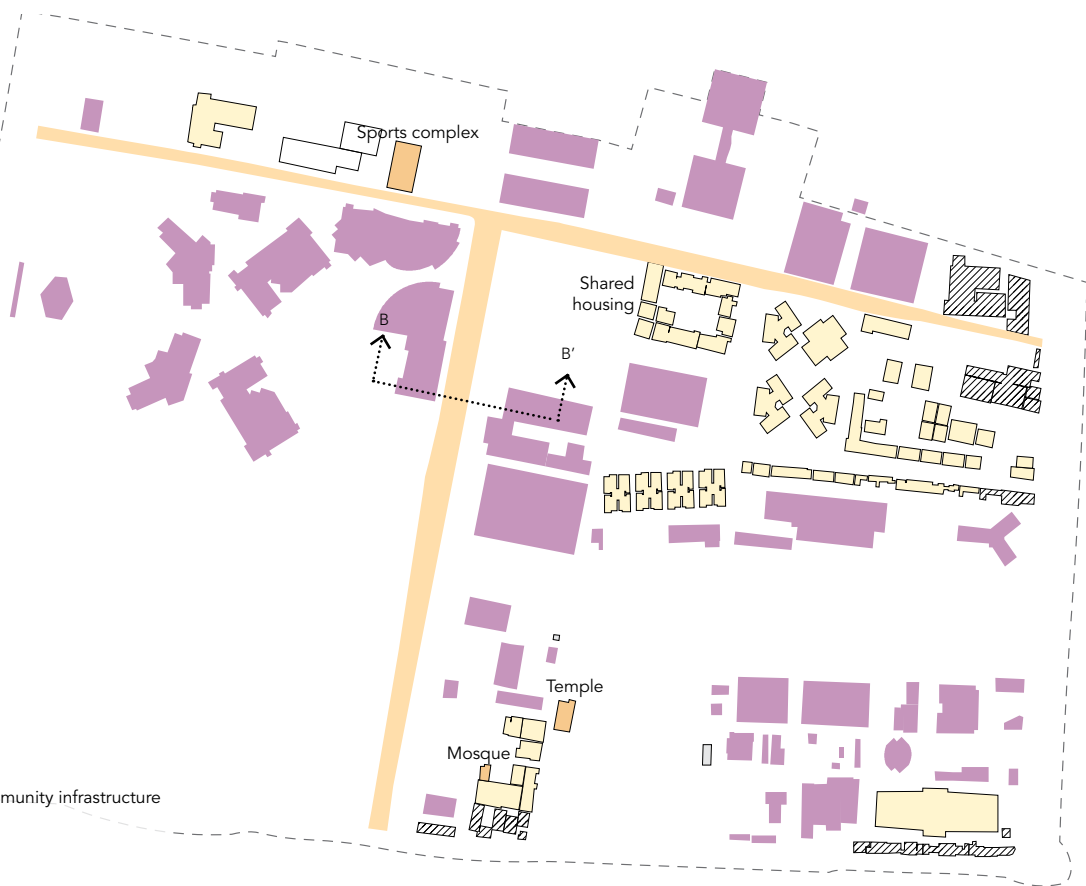 Sports complex
Shared
housing
B
B′
Temple
Mosque
munity infrastructure